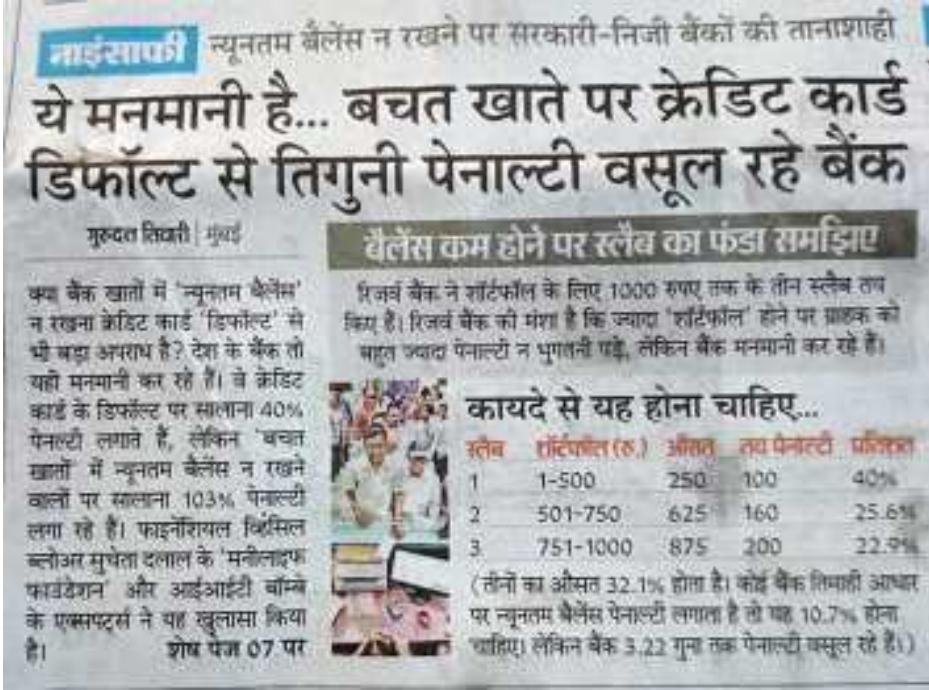 नाइंसाफी
न्यूनतम बैलेंस न रखने पर सरकारी-निजी बैंकों की तानाशाही
ये मनमानी है... बचत खाते पर क्रेडिट कार्ड
डिफॉल्ट से तिगुनी पेनाल्टी वसूल रहे बैंक
गुरुदत्त तिवारी | मुंबई
क्या बैंक खातों में 'न्यूनतम बैलेंस'
न रखना क्रेडिट कार्ड 'डिफॉल्ट' से
भी बड़ा अपराध है? देश के बैंक तो
यही मनमानी कर रहे हैं। वे क्रेडिट
कार्ड के डिफॉल्ट पर सालाना 40%
पेनल्टी लगाते हैं, लेकिन 'बचत
खातों' में न्यूनतम बैलेंस न रखने
वालों पर सालाना 103% पेनाल्टी
लगा रहे हैं। फाइनेंशियल व्हिसिल
ब्लोअर सुचेता दलाल के 'मनीलाइफ
फाउंडेशन' और आईआईटी बॉम्बे
के एक्सपर्ट्स ने यह खुलासा किया
है।
शेष पेज 07 पर
बैलेंस कम होने पर स्लैब का फंडा समझिए
रिजर्व बैंक ने शॉर्टफॉल के लिए 1000 रुपए तक के तीन स्लैब तय
किए हैं। रिजर्व बैंक की मंशा है कि ज्यादा 'शॉर्टफॉल' होने पर ग्राहक को
बहुत ज्यादा पेनाल्टी न भुगतनी पड़े, लेकिन बैंक मनमानी कर रहे हैं।
कायदे से यह होना चाहिए...
स्लैब शॉर्टफॉल (रु.) औसत तय पेनाल्टी प्रतिशत
1 1-500 250 100 40%
2 501-750 625 160 25.6%
3 751-1000 875 200 22.9%
(तीनों का औसत 32.1% होता है। कोई बैंक तिमाही आधार
पर न्यूनतम बैलेंस पेनाल्टी लगाता है तो यह 10.7% होना
चाहिए। लेकिन बैंक 3.22 गुना तक पेनाल्टी वसूल रहे हैं।)